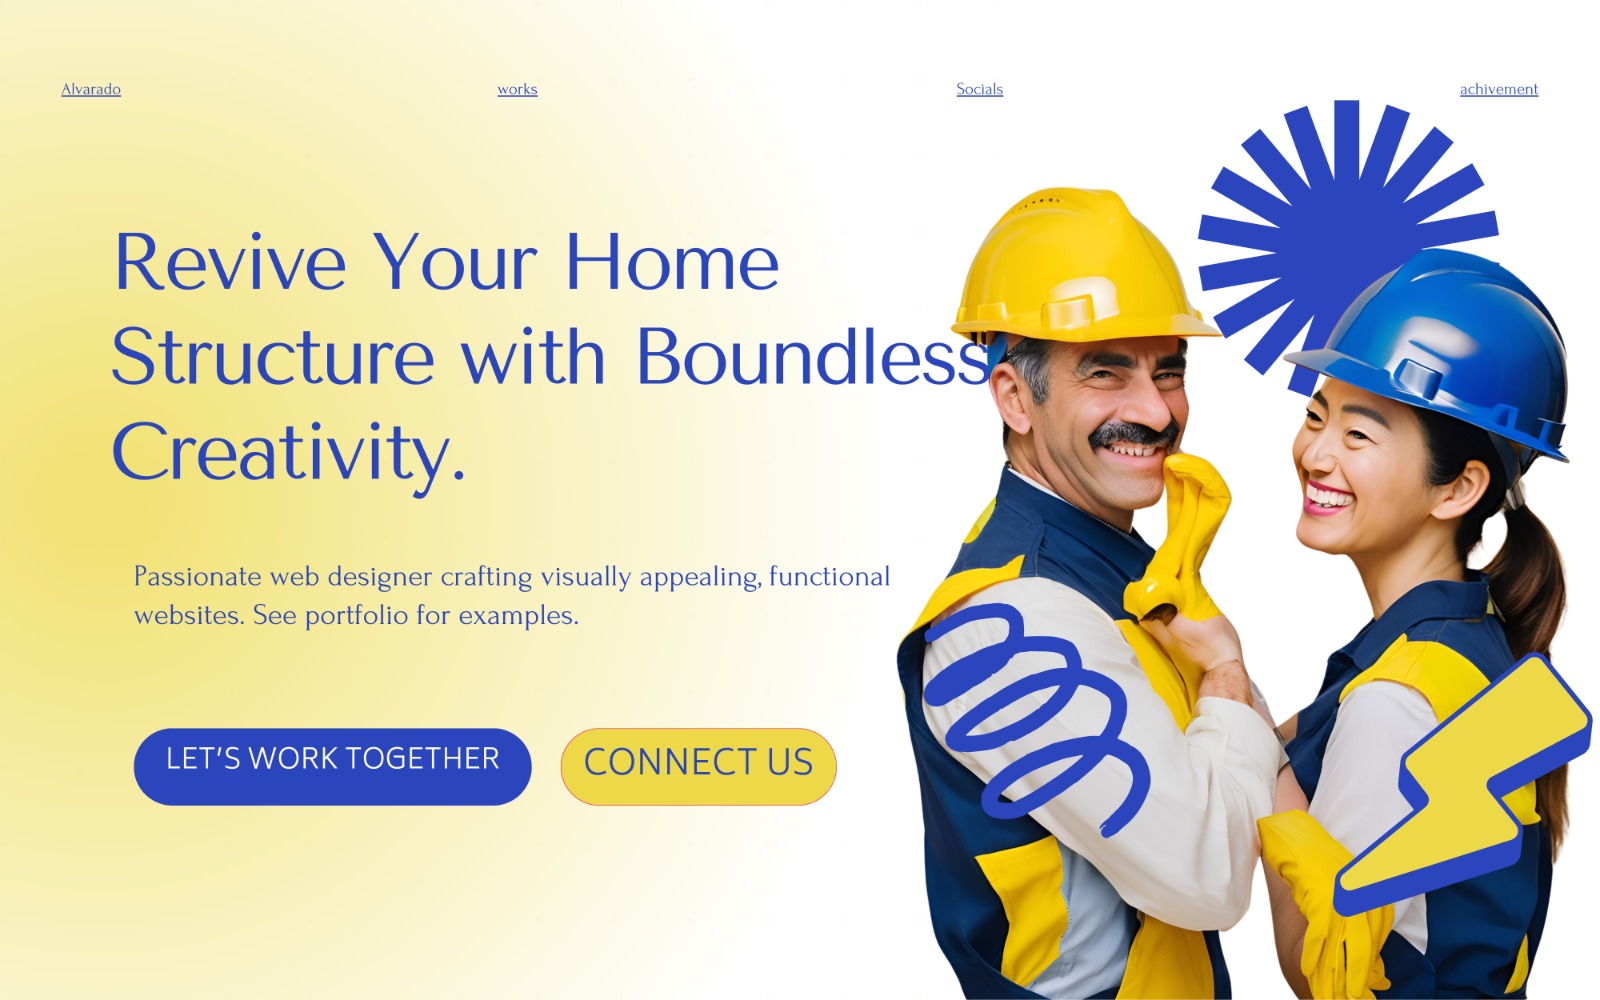 Alvarado
works
Socials
achivement
Revive Your Home
Structure with Boundless
Creativity.
Passionate web designer crafting visually appealing, functional
websites. See portfolio for examples.
LET'S WORK TOGETHER
CONNECT US